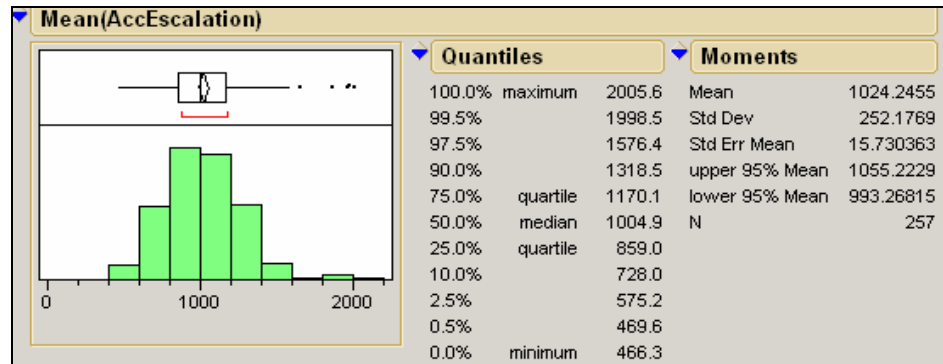 Mean(AccEscalation)
Quantiles
100.0% maximum 2005.6
99.5% 1998.5
97.5% 1576.4
90.0% 1318.5
75.0% quartile 1170.1
50.0% median 1004.9
25.0% quartile 859.0
10.0% 728.0
2.5% 575.2
0.5% 469.6
0.0% minimum 466.3
Moments
Mean 1024.2455
Std Dev 252.1769
Std Err Mean 15.730363
upper 95% Mean 1055.2229
lower 95% Mean 993.26815
N 257
0 1000 2000